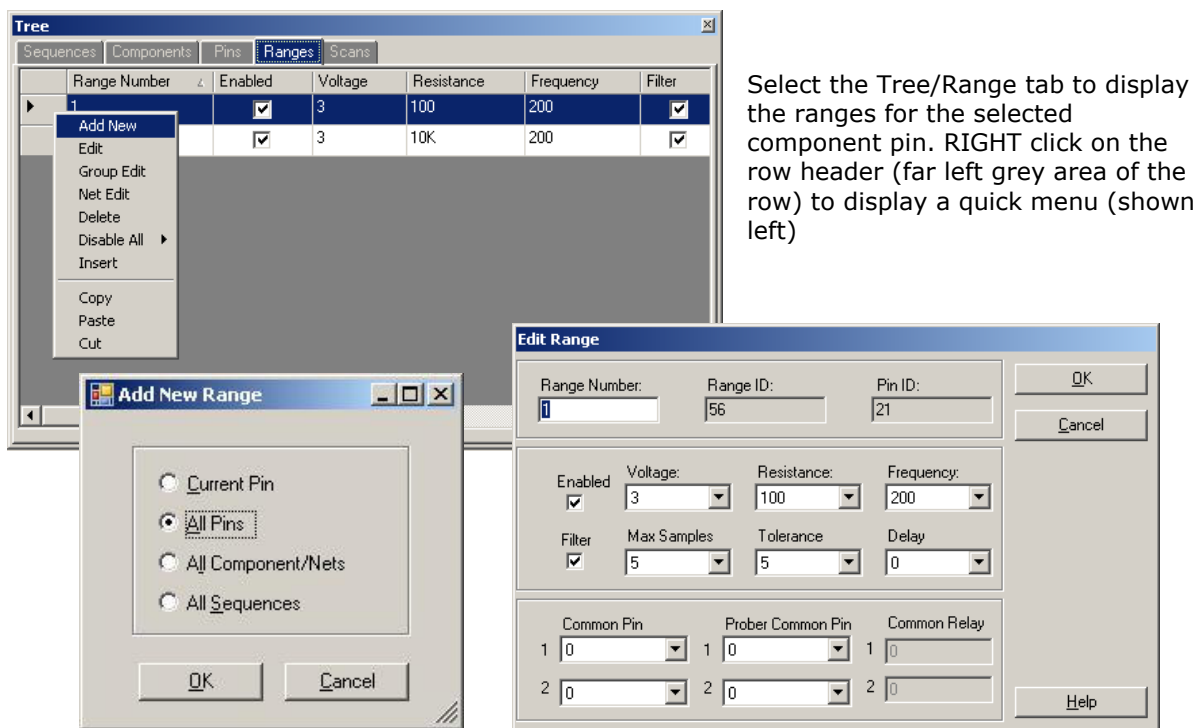 Tree
Sequences Components Pins Ranges Scans
Range Number Enabled Voltage Resistance Frequency Filter
1 3 100 200
3 10K 200
Add New
Edit
Group Edit
Net Edit
Delete
Disable All
Insert
Copy
Paste
Cut
Select the Tree/Range tab to display
the ranges for the selected
component pin. RIGHT click on the
row header (far left grey area of the
row) to display a quick menu (shown
left)
Add New Range
Current Pin
All Pins
All Component/Nets
All Sequences
OK Cancel
Edit Range
Range Number: Range ID: Pin ID:
1 56 21
OK
Cancel
Enabled Voltage: Resistance: Frequency:
3 100 200
Filter Max Samples Tolerance Delay
5 5 0
Common Pin Prober Common Pin Common Relay
1 0 1 0 1 0
2 0 2 0 2 0
Help